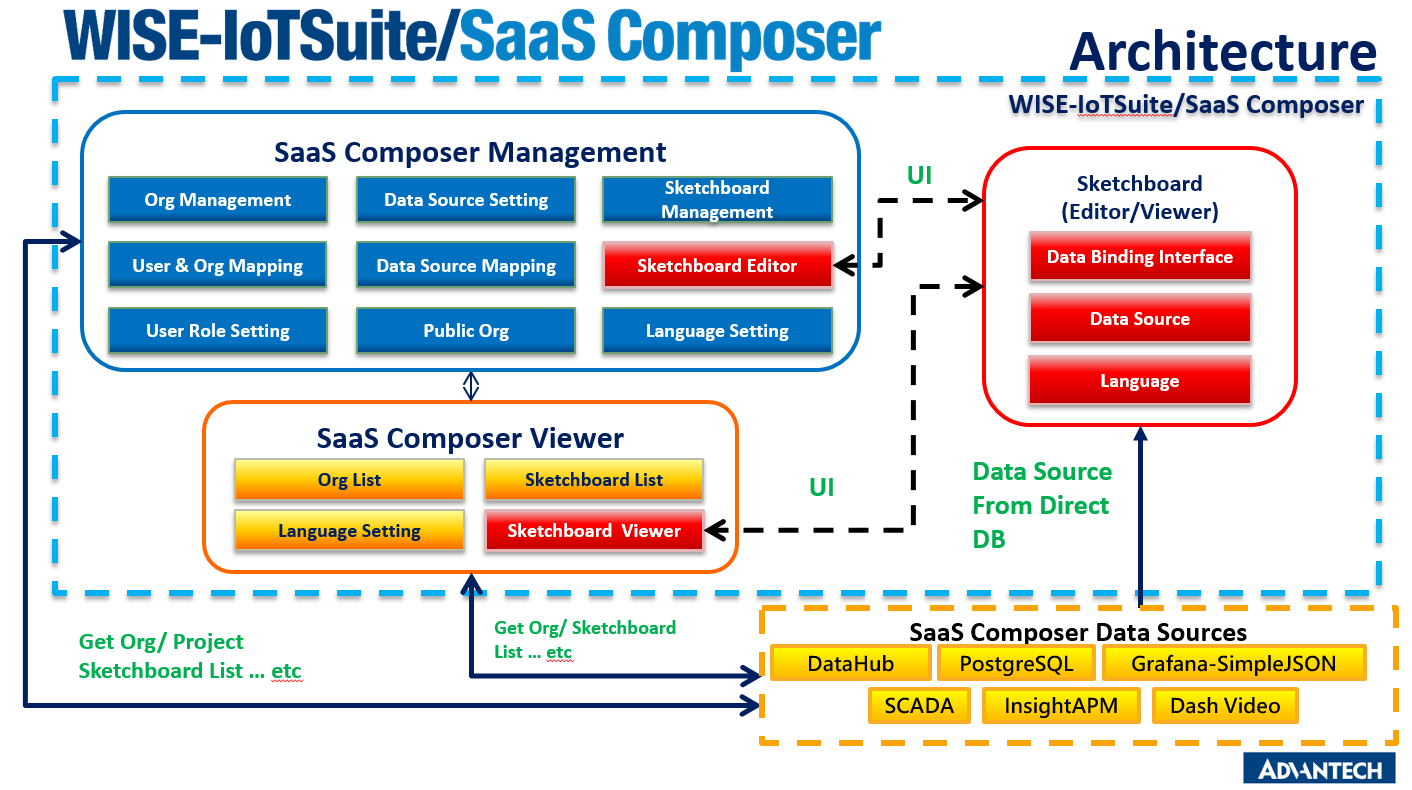 WISE-IoTSuite/SaaS Composer
Architecture
WISE-IoTSuite/SaaS Composer
SaaS Composer Management
Org Management
Data Source Setting
Sketchboard
Management
User & Org Mapping
Data Source Mapping
Sketchboard Editor
User Role Setting
Public Org
Language Setting
UI
Sketchboard
(Editor/Viewer)
Data Binding Interface
Data Source
Language
SaaS Composer Viewer
Org List
Sketchboard List
Language Setting
Sketchboard Viewer
UI
Data Source
From Direct
DB
Get Org/ Project
Sketchboard List ... etc
Get Org/ Sketchboard
List ... etc
SaaS Composer Data Sources
DataHub
PostgreSQL
Grafana-SimpleJSON
SCADA
InsightAPM
Dash Video
ADVANTECH